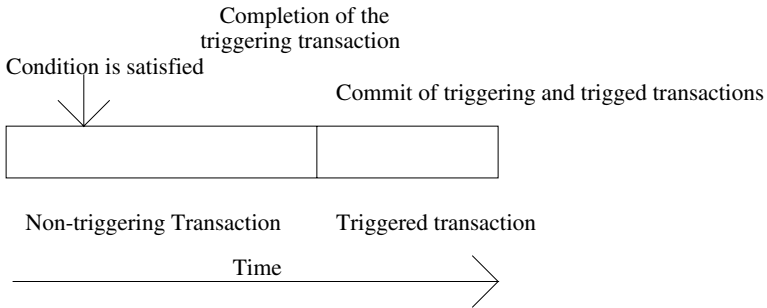 Completion of the
triggering transaction
Condition is satisfied
Commit of triggering and trigged transactions
Non-triggering Transaction
Triggered transaction
Time